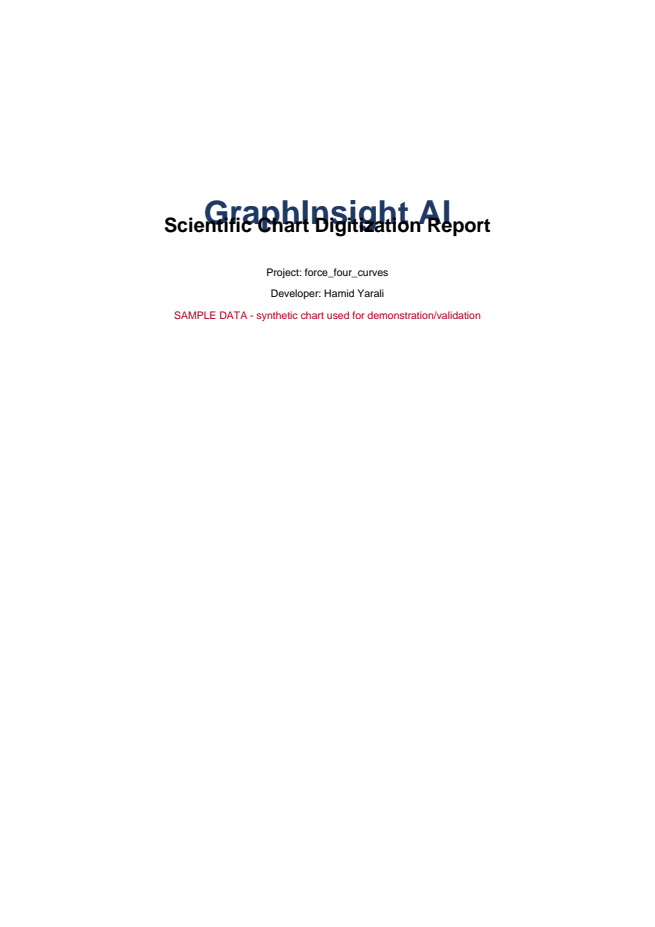 GraphInsight AI
Scientific Chart Digitization Report
Project: force_four_curves
Developer: Hamid Yarali
SAMPLE DATA - synthetic chart used for demonstration/validation